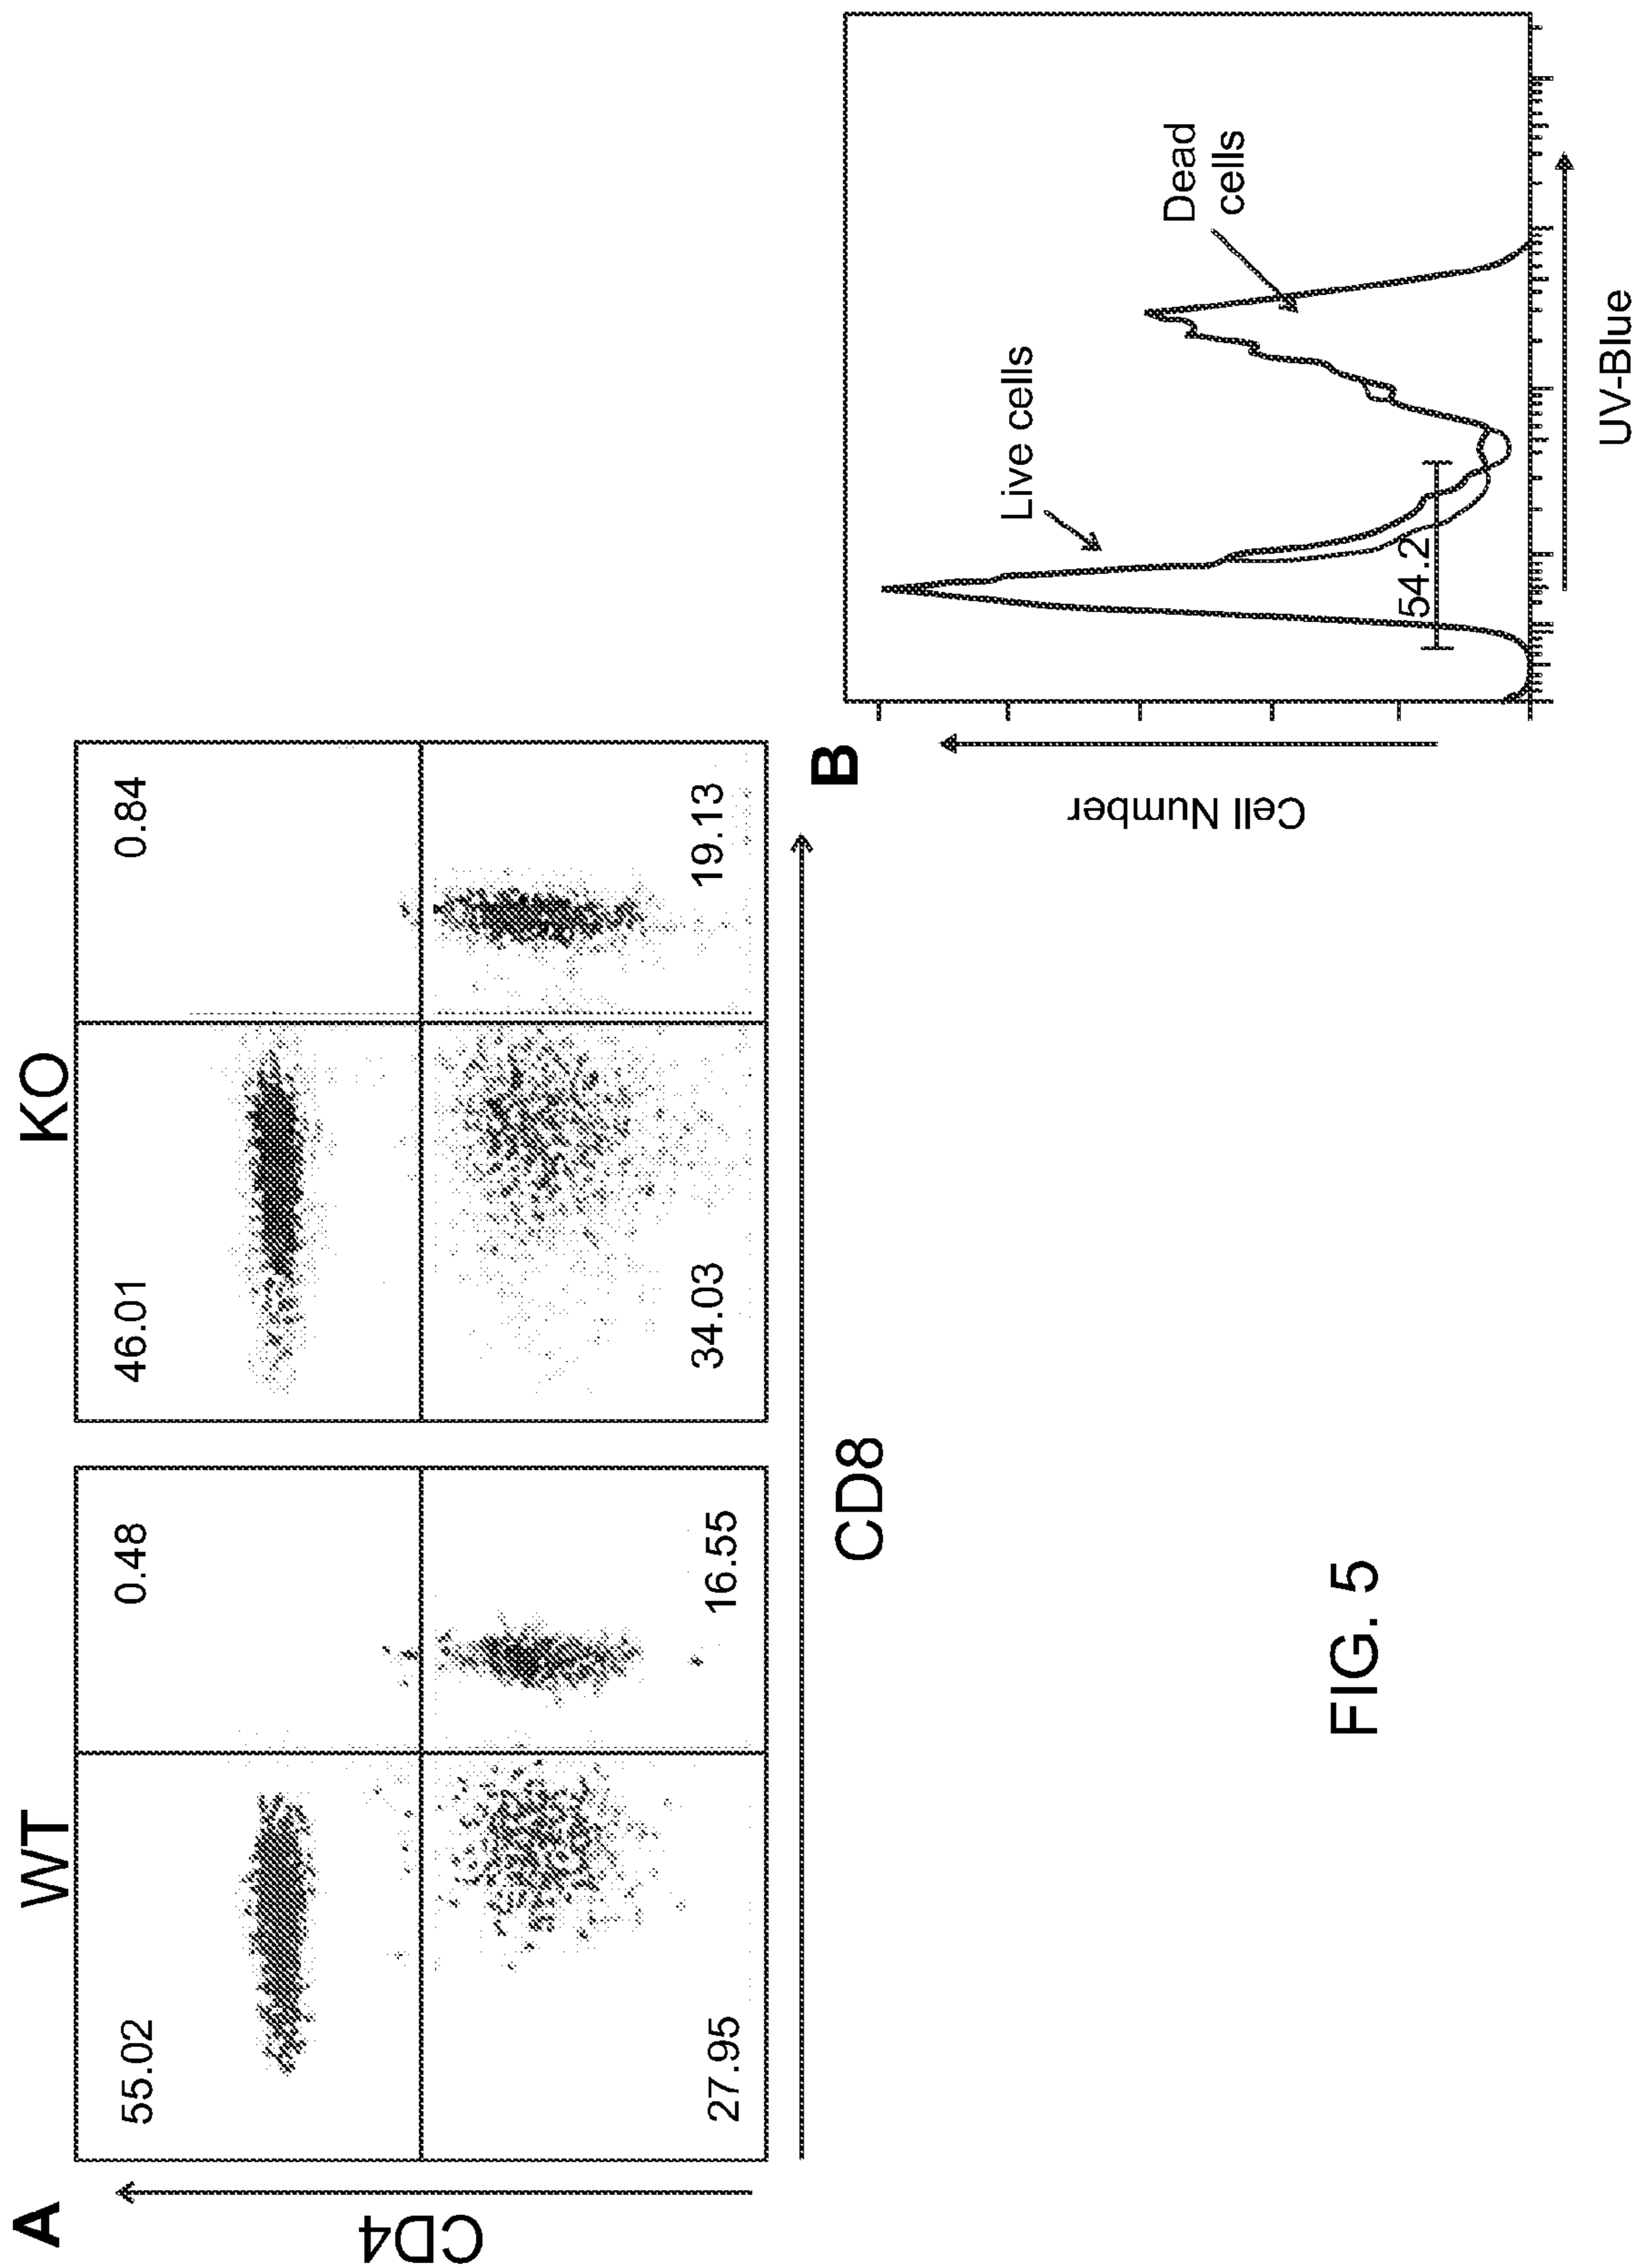 A
WT
KO
55.02
0.48
46.01
0.84
CD4
27.95
16.55
34.03
19.13
CD8
B
Live cells
Dead
cells
Cell Number
54.2
UV-Blue
FIG. 5